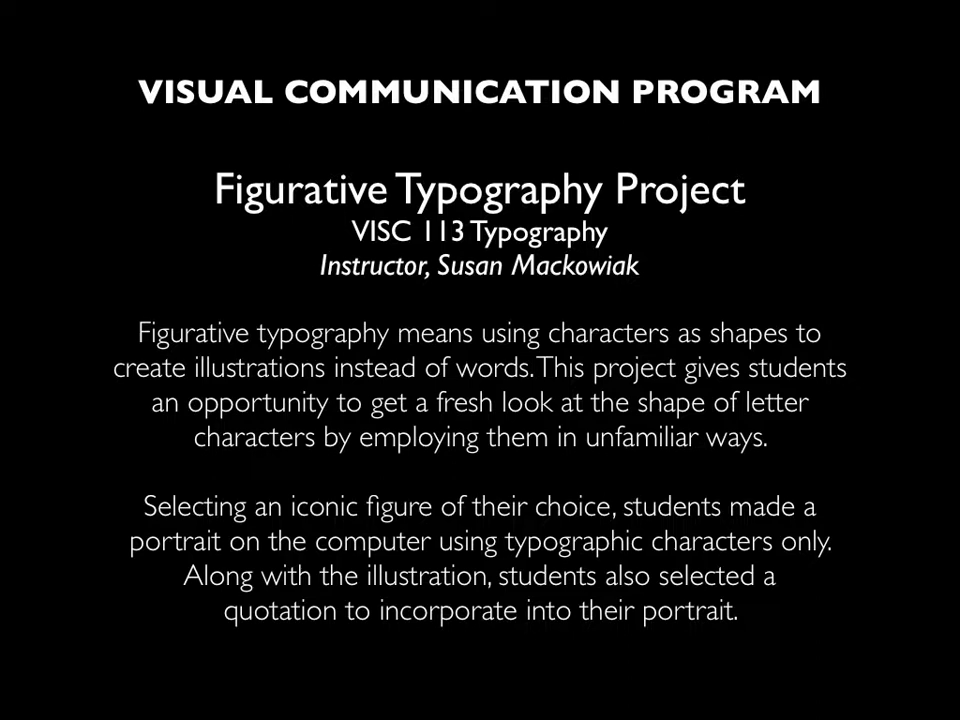 VISUAL COMMUNICATION PROGRAM
Figurative Typography Project
VISC 113 Typography
Instructor, Susan Mackowiak
Figurative typography means using characters as shapes to
create illustrations instead of words. This project gives students
an opportunity to get a fresh look at the shape of letter
characters by employing them in unfamiliar ways.
Selecting an iconic figure of their choice, students made a
portrait on the computer using typographic characters only.
Along with the illustration, students also selected a
quotation to incorporate into their portrait.